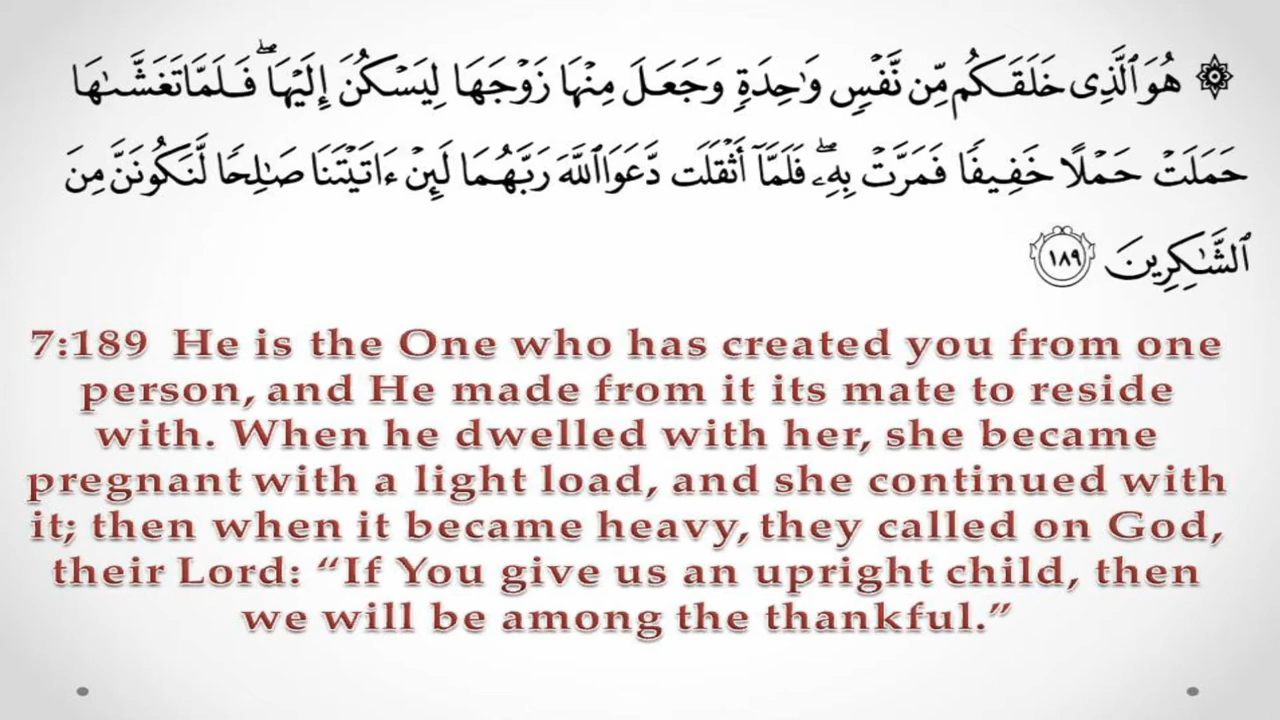 ۞ هُوَ ٱلَّذِى خَلَقَكُم مِّن نَّفْسٍ وَٰحِدَةٍ وَجَعَلَ مِنْهَا زَوْجَهَا لِيَسْكُنَ إِلَيْهَا ۖ فَلَمَّا تَغَشَّىٰهَا
حَمَلَتْ حَمْلًا خَفِيفًا فَمَرَّتْ بِهِۦ ۖ فَلَمَّآ أَثْقَلَت دَّعَوَا ٱللَّهَ رَبَّهُمَا لَئِنْ ءَاتَيْتَنَا صَٰلِحًا لَّنَكُونَنَّ مِنَ
ٱلشَّٰكِرِينَ ١٨٩
7:189 He is the One who has created you from one
person, and He made from it its mate to reside
with. When he dwelled with her, she became
pregnant with a light load, and she continued with
it; then when it became heavy, they called on God,
their Lord: “If You give us an upright child, then
we will be among the thankful.”